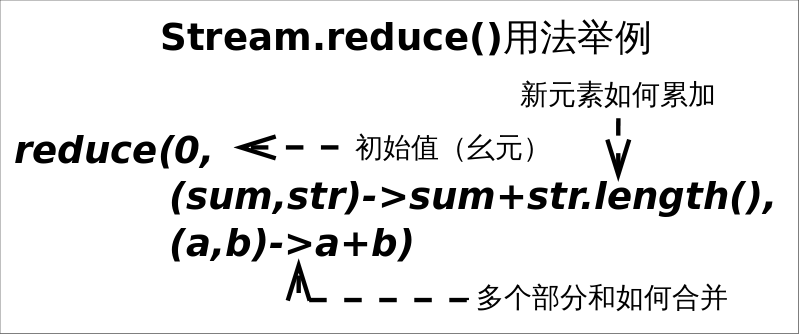 Stream.reduce()用法举例
新元素如何累加
reduce(0,
初始值（幺元）
(sum,str)->sum+str.length(),
(a,b)->a+b)
多个部分和如何合并